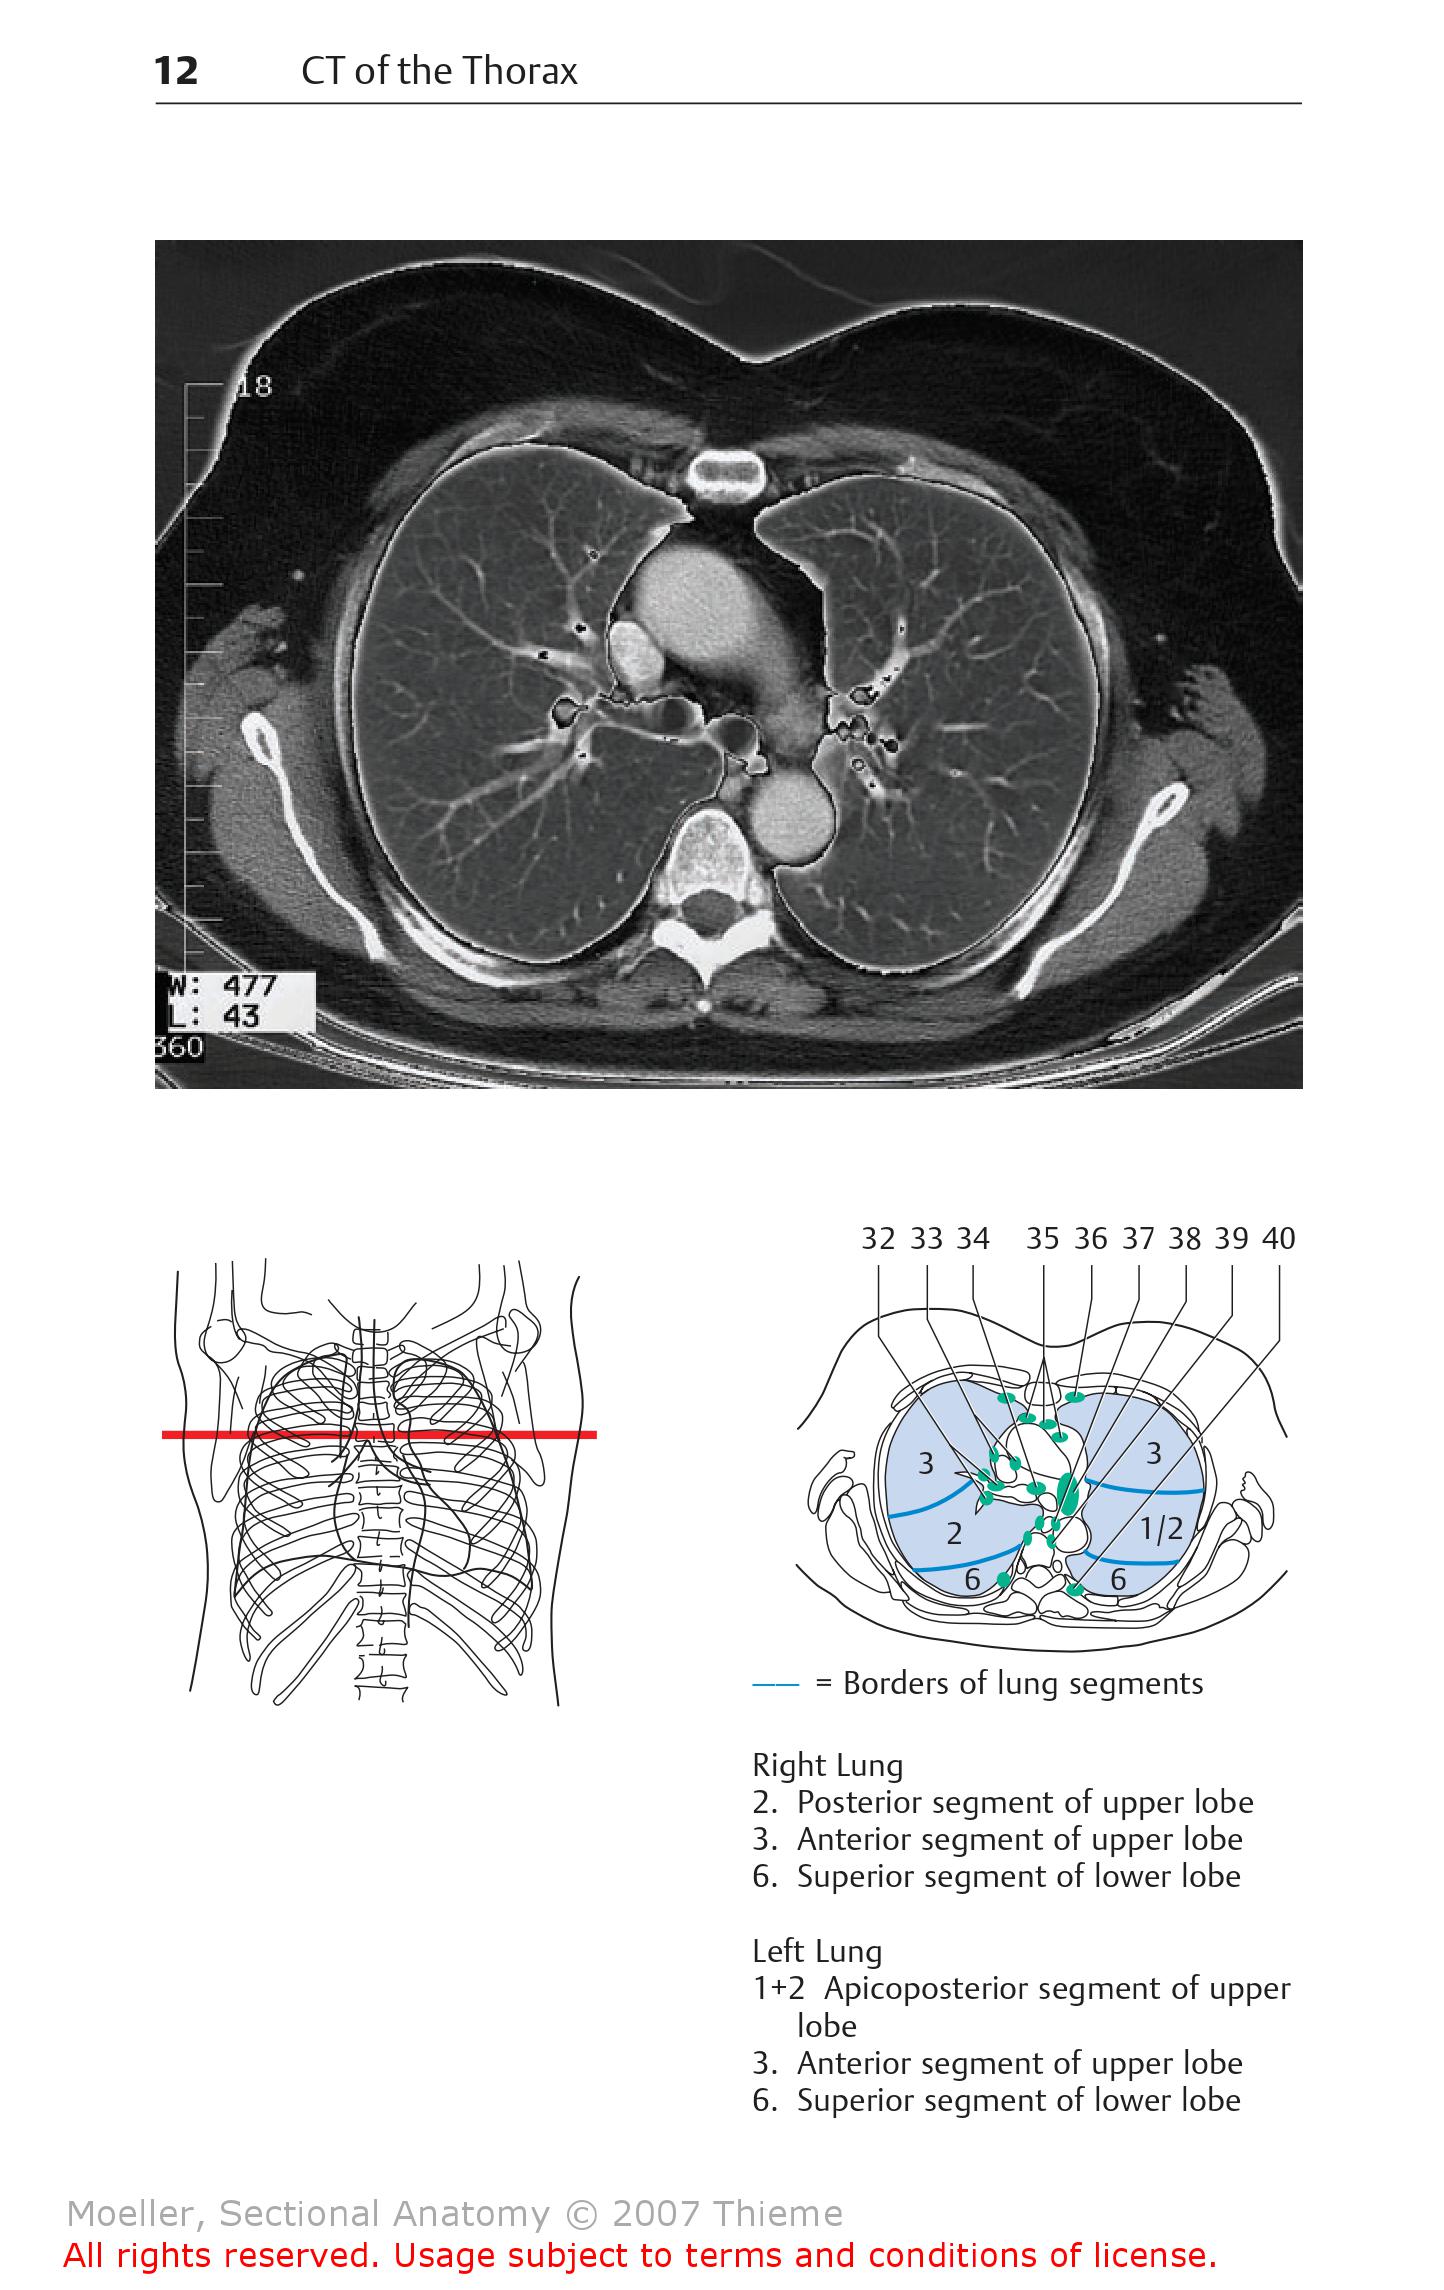 12 CT of the Thorax
18
W: 477
L: 43
360
32 33 34 35 36 37 38 39 40
3 3
2 1/2
6 6
= Borders of lung segments
Right Lung
2. Posterior segment of upper lobe
3. Anterior segment of upper lobe
6. Superior segment of lower lobe
Left Lung
1+2 Apicoposterior segment of upper
lobe
3. Anterior segment of upper lobe
6. Superior segment of lower lobe
Moeller, Sectional Anatomy © 2007 Thieme
All rights reserved. Usage subject to terms and conditions of license.